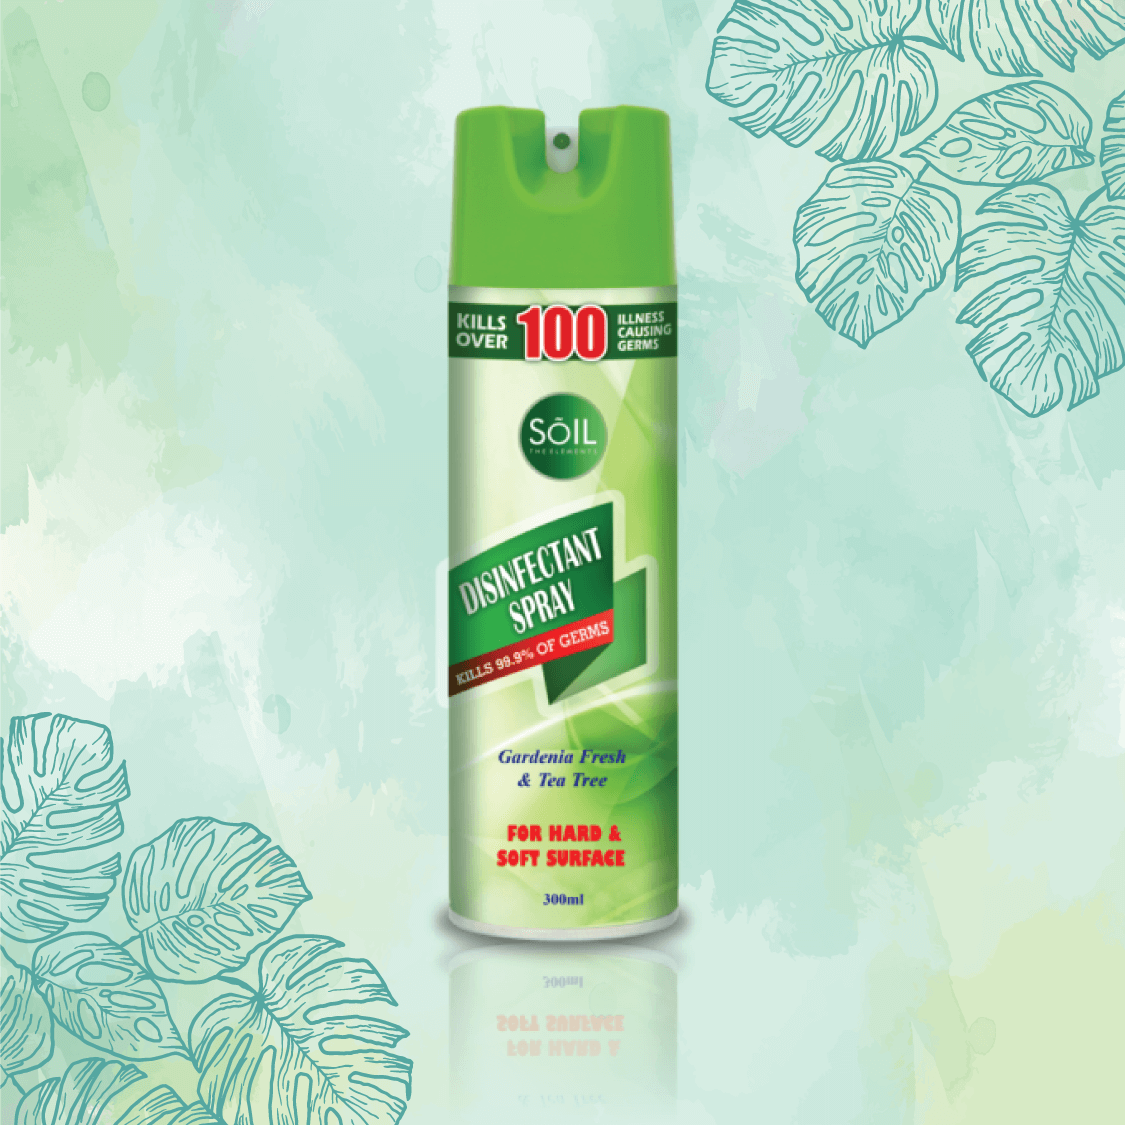 KILLS
OVER
100
ILLNESS
CAUSING
GERMS
SŌIL
THE ELEMENTS
DISINFECTANT
SPRAY
KILLS 99.9% OF GERMS
Gardenia Fresh
& Tea Tree
FOR HARD &
SOFT SURFACE
300ml